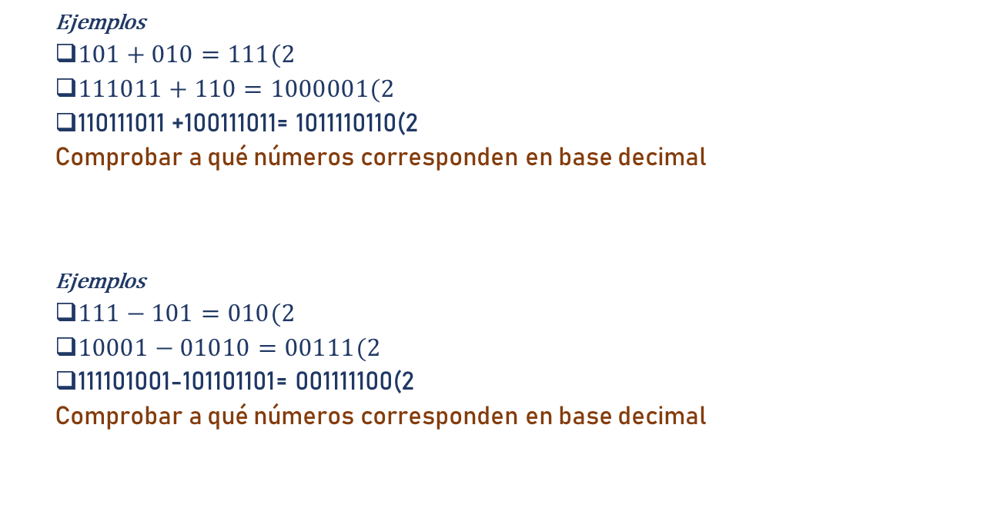 Ejemplos
❑101 + 010 = 111(2
❑111011 + 110 = 1000001(2
❑110111011 +100111011= 1011110110(2
Comprobar a qué números corresponden en base decimal
Ejemplos
❑111 − 101 = 010(2
❑10001 − 01010 = 00111(2
❑111101001-101101101= 001111100(2
Comprobar a qué números corresponden en base decimal